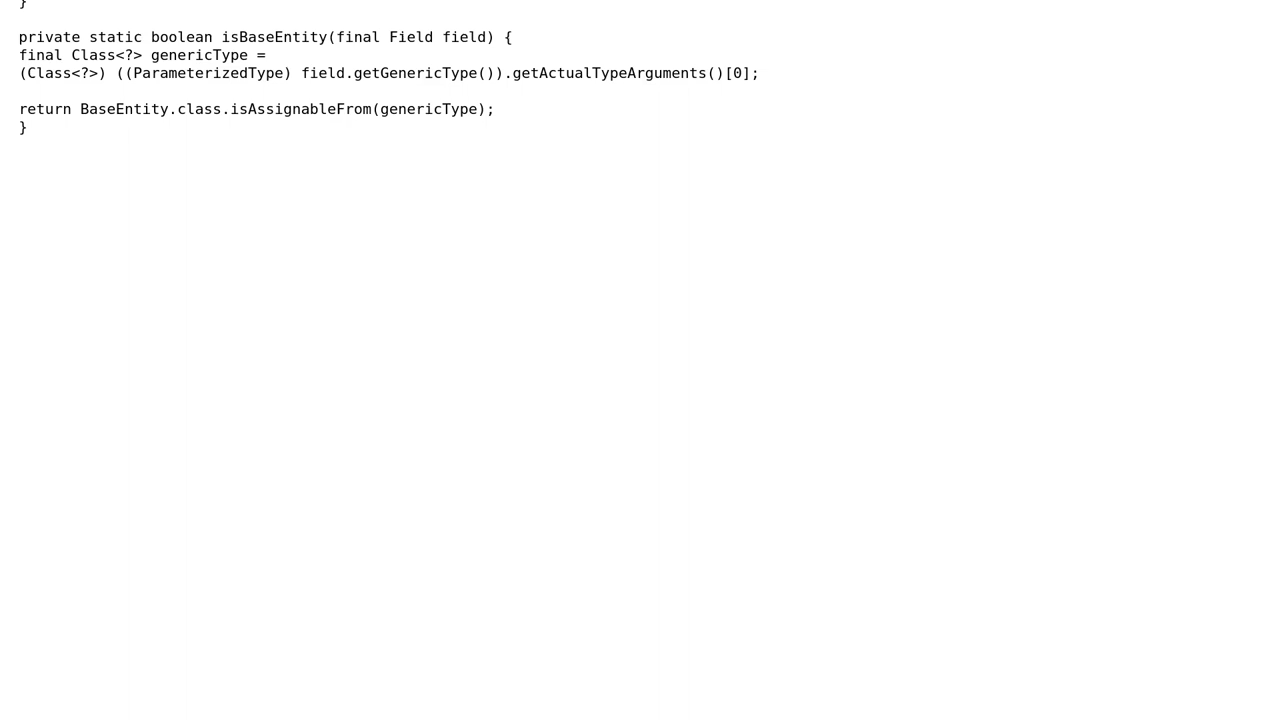 }
private static boolean isBaseEntity(final Field field) {
final Class<?> genericType =
(Class<?>) ((ParameterizedType) field.getGenericType()).getActualTypeArguments()[0];
return BaseEntity.class.isAssignableFrom(genericType);
}